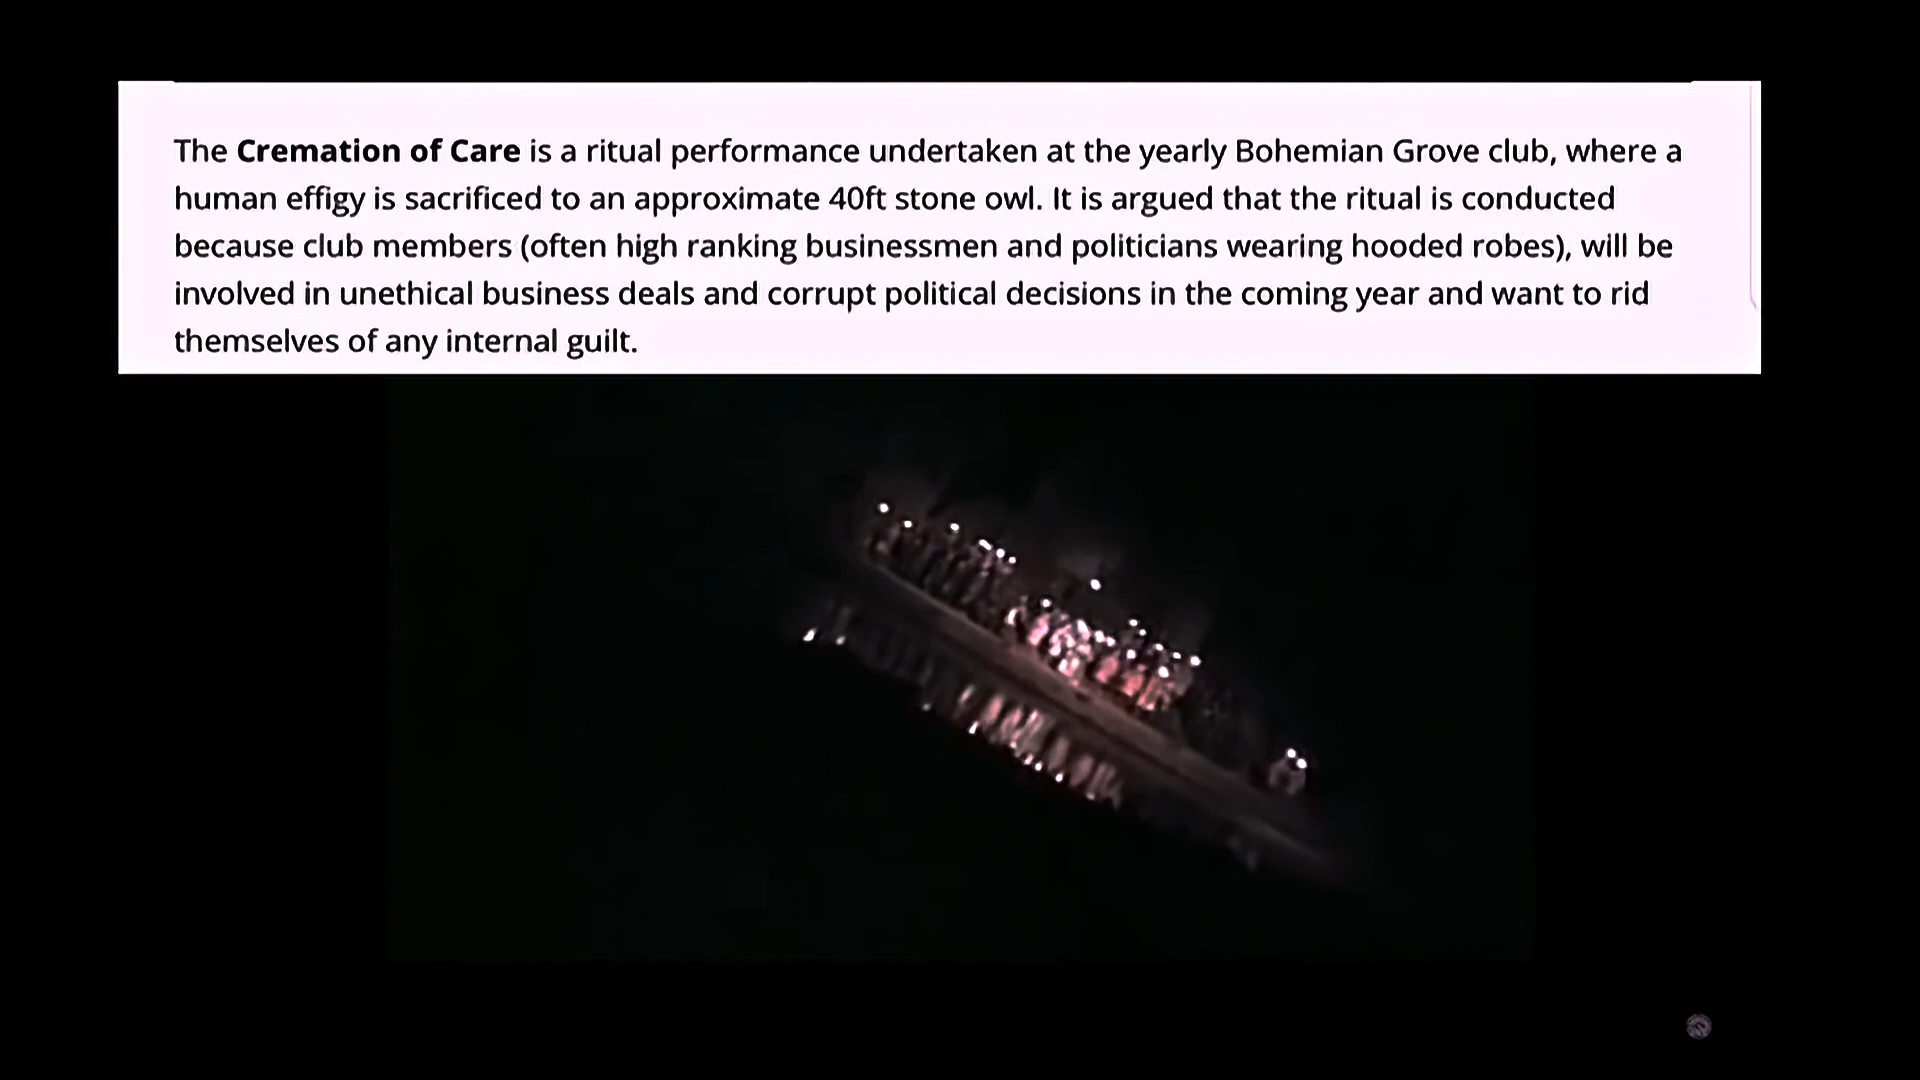 The Cremation of Care is a ritual performance undertaken at the yearly Bohemian Grove club, where a
human effigy is sacrificed to an approximate 40ft stone owl. It is argued that the ritual is conducted
because club members (often high ranking businessmen and politicians wearing hooded robes), will be
involved in unethical business deals and corrupt political decisions in the coming year and want to rid
themselves of any internal guilt.